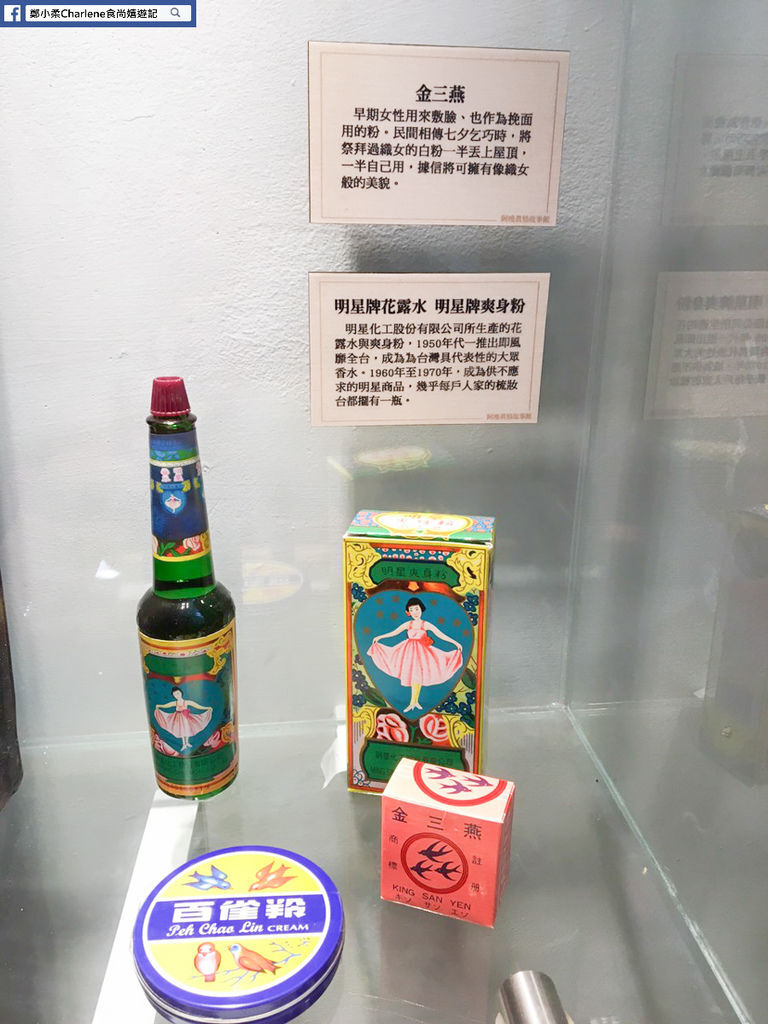 鄭小柔Charlene食尚嬉遊記
金三燕
早期女性用來敷臉、也作為挽面
用的粉。民間相傳七夕乞巧時，將
祭拜過織女的白粉一半丟上屋頂，
一半自己用，據信將可擁有像織女
般的美貌。
明星牌花露水 明星牌爽身粉
明星化工股份有限公司所生產的花
露水與爽身粉，1950年代一推出即風
靡全台，成為為台灣具代表性的大眾
香水。1960年至1970年，成為供不應
求的明星商品，幾乎每戶人家的梳妝
台都擺有一瓶。
明星爽身粉
金三燕
商標
註冊
KING SAN YEN
キン サン エン
百雀羚
Peh Chao Lin CREAM